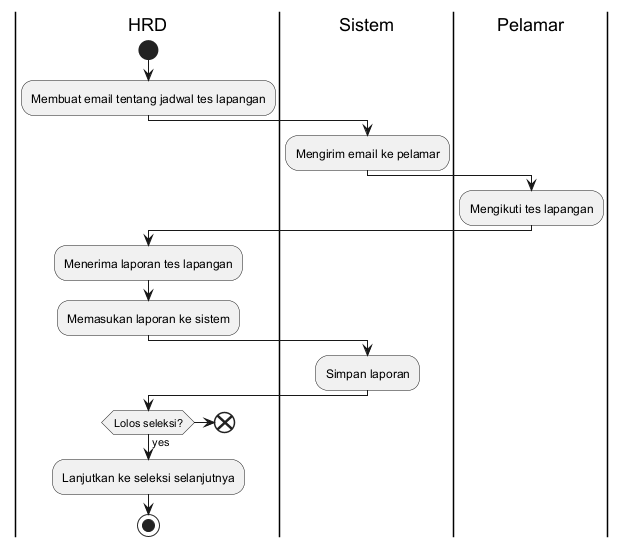 HRD
Sistem
Pelamar
Membuat email tentang jadwal tes lapangan
Mengirim email ke pelamar
Mengikuti tes lapangan
Menerima laporan tes lapangan
Memasukan laporan ke sistem
Simpan laporan
Lolos seleksi?
yes
Lanjutkan ke seleksi selanjutnya